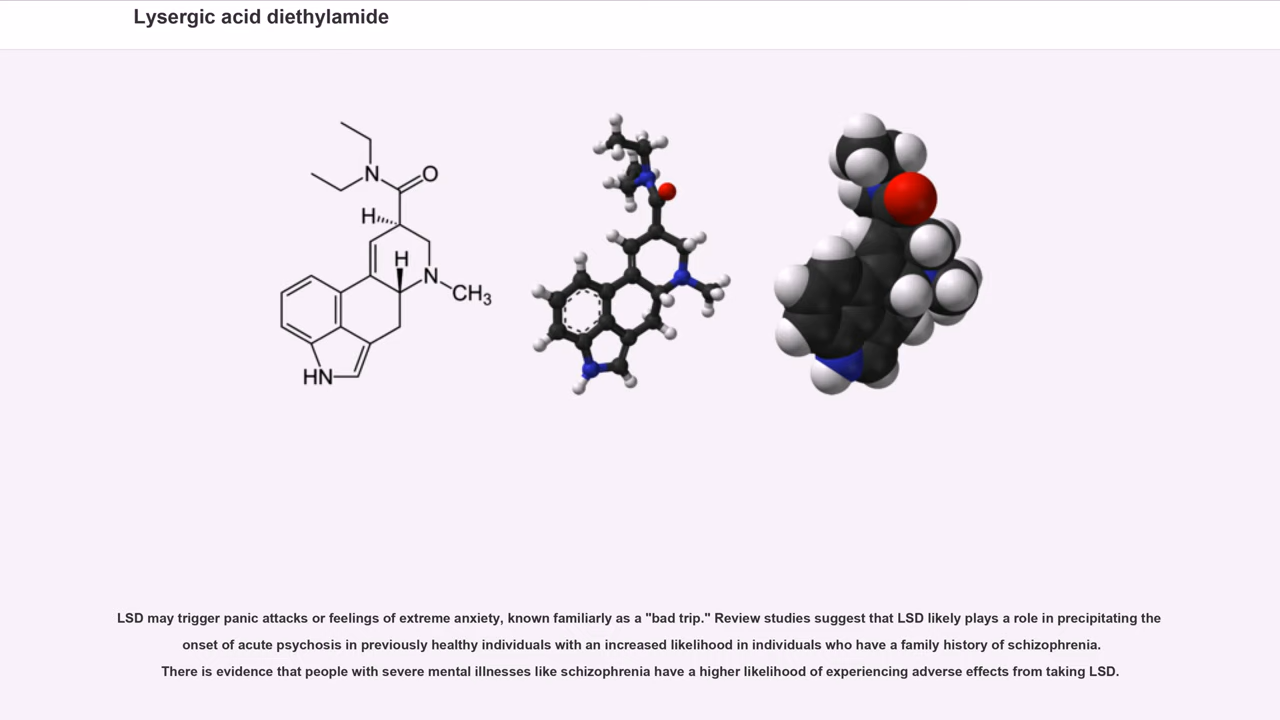 Lysergic acid diethylamide
N
O
H
H
N
CH3
HN
LSD may trigger panic attacks or feelings of extreme anxiety, known familiarly as a "bad trip." Review studies suggest that LSD likely plays a role in precipitating the
onset of acute psychosis in previously healthy individuals with an increased likelihood in individuals who have a family history of schizophrenia.
There is evidence that people with severe mental illnesses like schizophrenia have a higher likelihood of experiencing adverse effects from taking LSD.